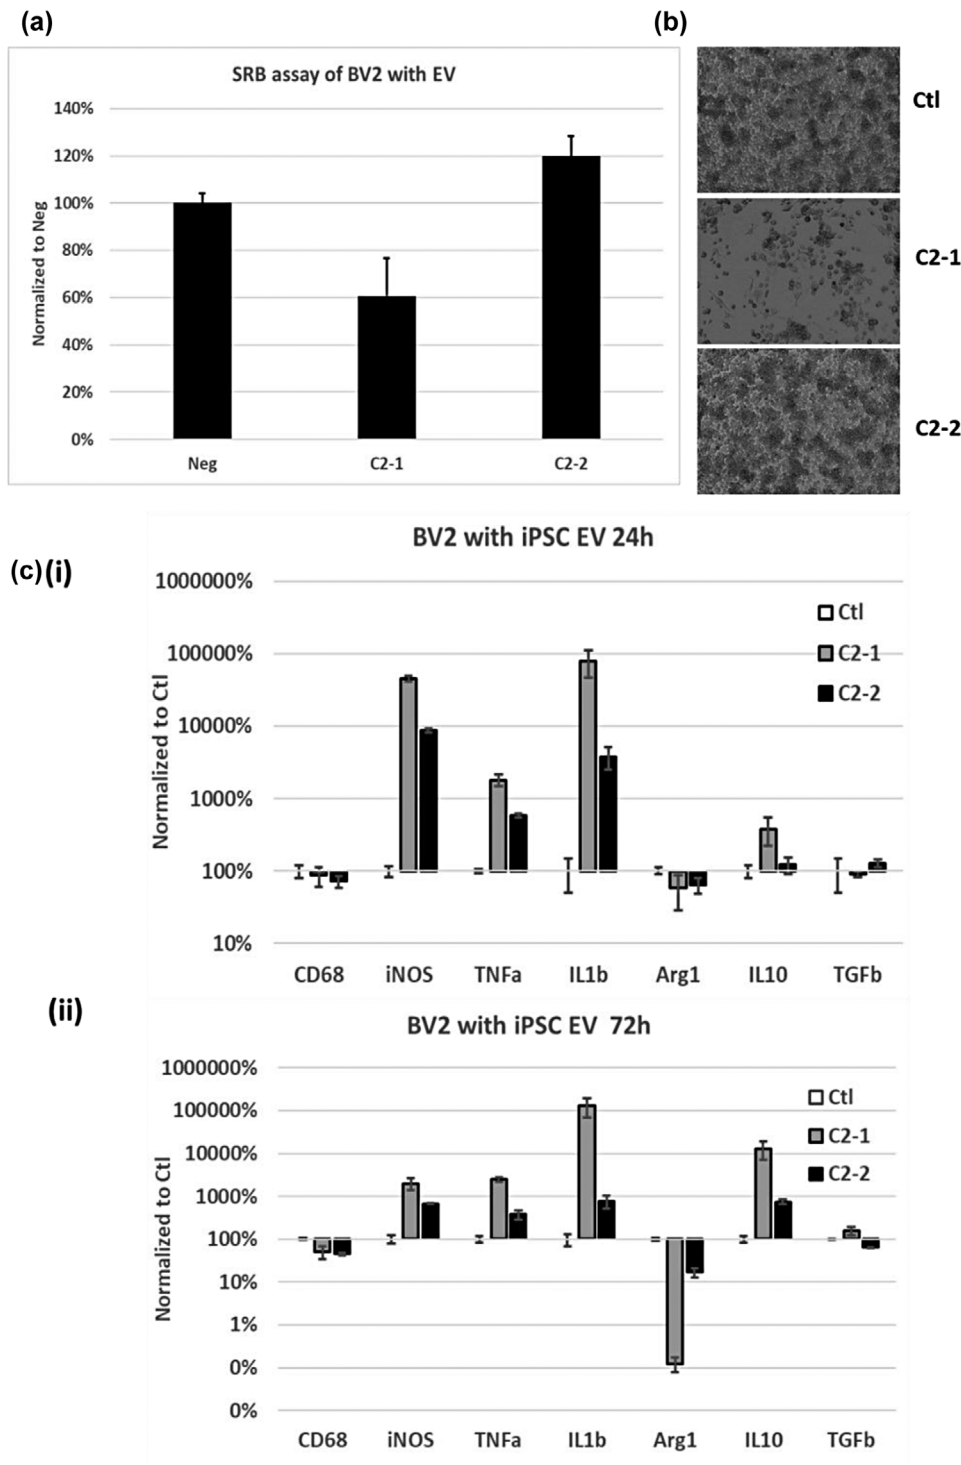 (a)
SRB assay of BV2 with EV
Normalized to Neg
140%
120%
100%
80%
60%
40%
20%
0%
Neg C2-1 C2-2
(b)
Ctl
C2-1
C2-2
(c) (i)
BV2 with iPSC EV 24h
Normalized to Ctl
1000000%
100000%
10000%
1000%
100%
10%
Ctl
C2-1
C2-2
CD68 iNOS TNFa IL1b Arg1 IL10 TGFb
(ii)
BV2 with iPSC EV 72h
Normalized to Ctl
1000000%
100000%
10000%
1000%
100%
10%
1%
0%
0%
Ctl
C2-1
C2-2
CD68 iNOS TNFa IL1b Arg1 IL10 TGFb